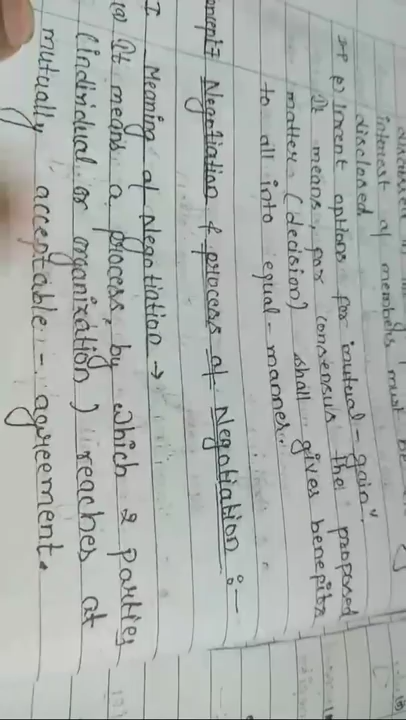 interest of members must be
disclosed.
e) Invent options for mutual-gain"
It means, for consensus the proposed
matter (decision) shall gives benefits
to all into equal-manner.
Negotiation & process of Negotiation :-
I. Meaning of Negotiation →
(a) It means a process, by which 2 parties
(individual or organization) reaches at
mutually acceptable - agreement.